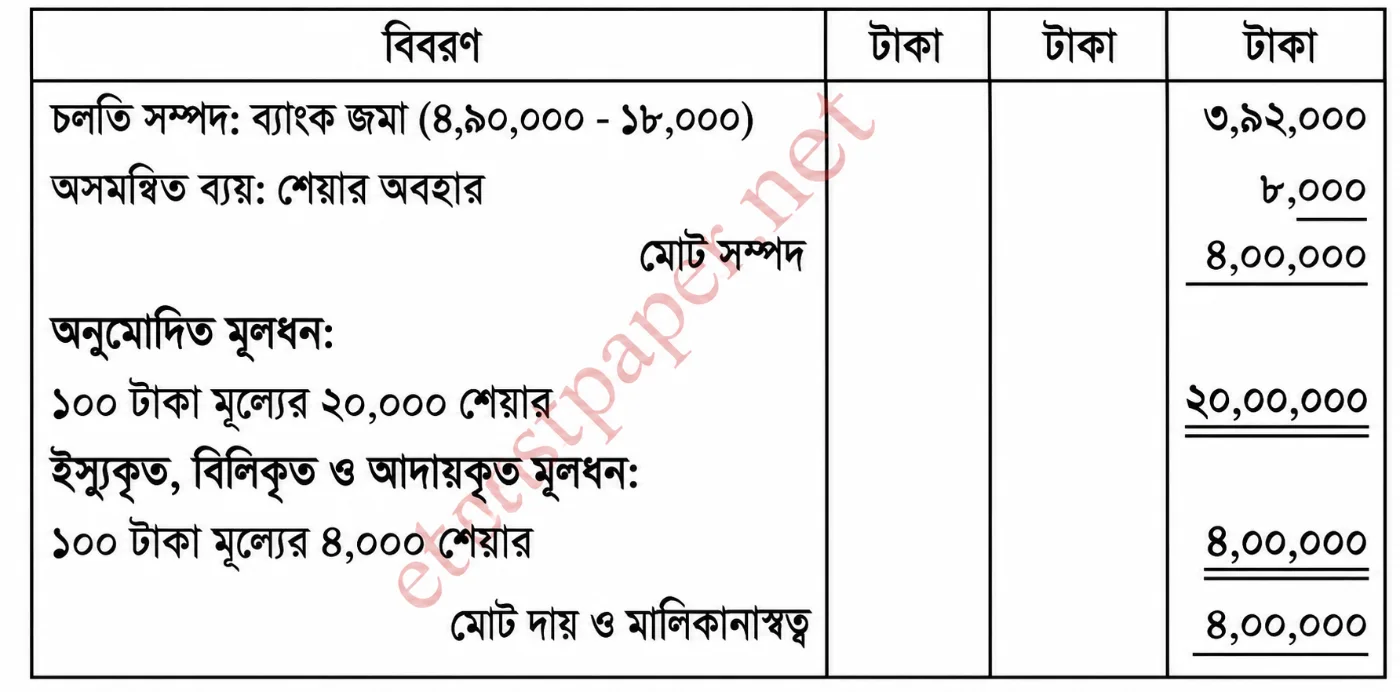 বিবরণ টাকা টাকা টাকা
চলতি সম্পদ: ব্যাংক জমা (৪,৯০,০০০ - ১৮,০০০) ৩,৯২,০০০
অসমন্বিত ব্যয়: শেয়ার অবহার ৮,০০০
মোট সম্পদ ৪,০০,০০০
অনুমোদিত মূলধন:
১০০ টাকা মূল্যের ২০,০০০ শেয়ার ২০,০০,০০০
ইস্যুকৃত, বিলিকৃত ও আদায়কৃত মূলধন:
১০০ টাকা মূল্যের ৪,০০০ শেয়ার ৪,০০,০০০
মোট দায় ও মালিকানাস্বত্ব ৪,০০,০০০